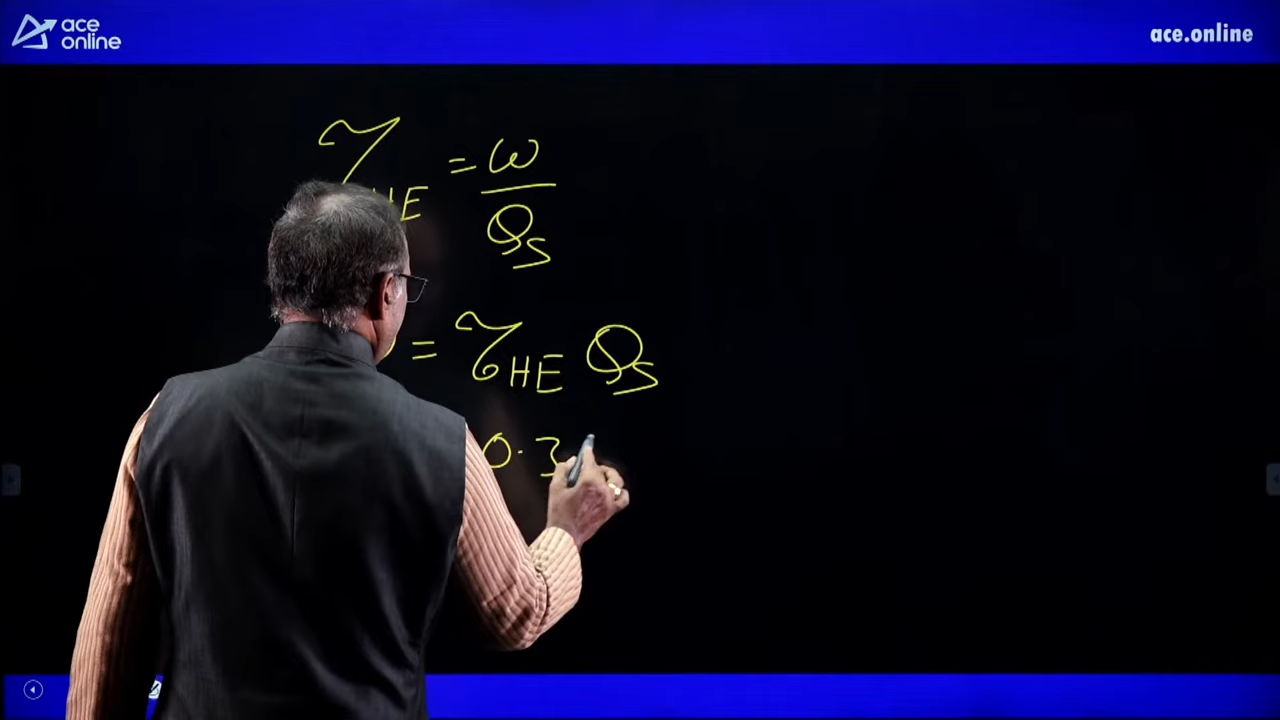 ace
online
ace.online
η HE = W
Qs
= η HE Qs
0.3